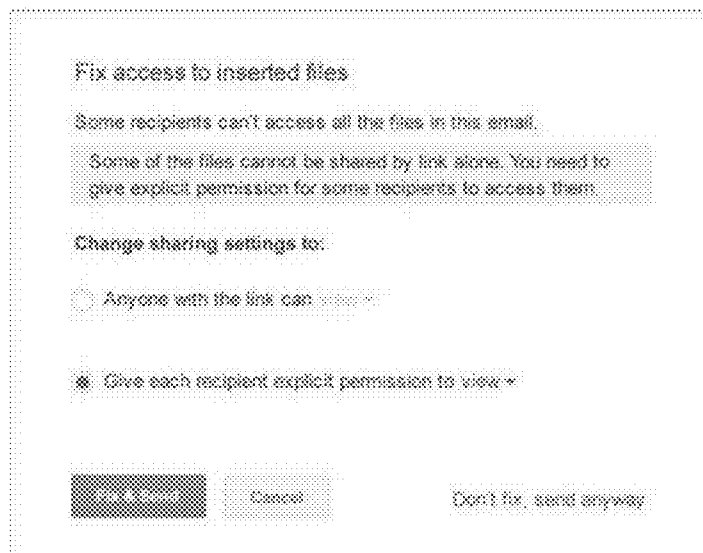 Fix access to inserted files
Some recipients can't access all the files in this email.
Some of the files cannot be shared by link alone. You need to
give explicit permission for some recipients to access them.
Change sharing settings to:
Anyone with the link can view
Give each recipient explicit permission to view
Fix & Send Cancel Don't fix, send anyway